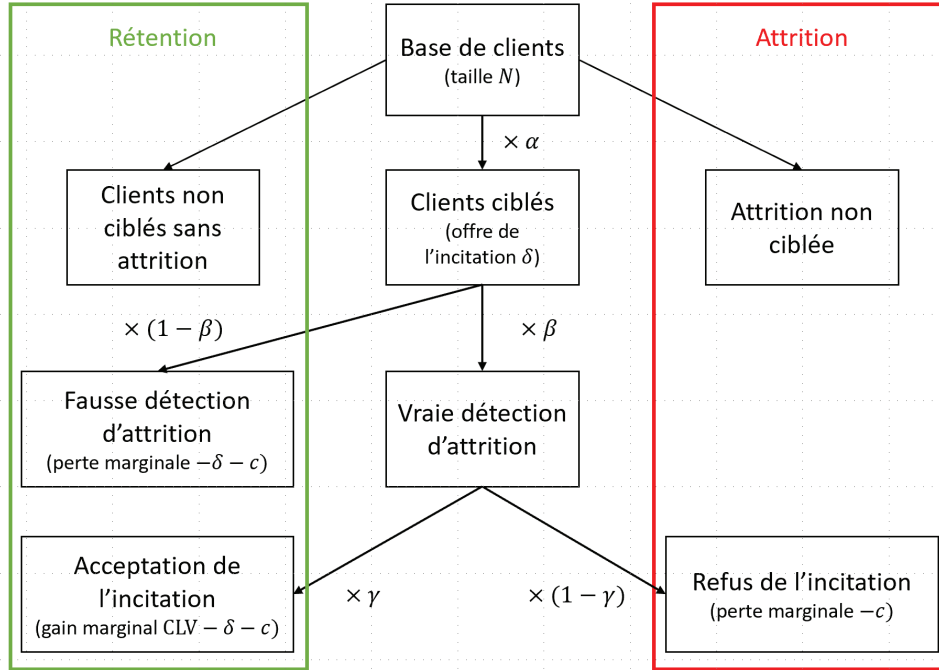 Rétention
Base de clients
(taille N)
Attrition
× α
Clients non
ciblés sans
attrition
Clients ciblés
(offre de
l'incitation δ)
Attrition non
ciblée
× (1 − β)
× β
Fausse détection
d'attrition
(perte marginale −δ − c)
Vraie détection
d'attrition
Acceptation de
l'incitation
(gain marginal CLV − δ − c)
× γ
× (1 − γ)
Refus de l'incitation
(perte marginale −c)